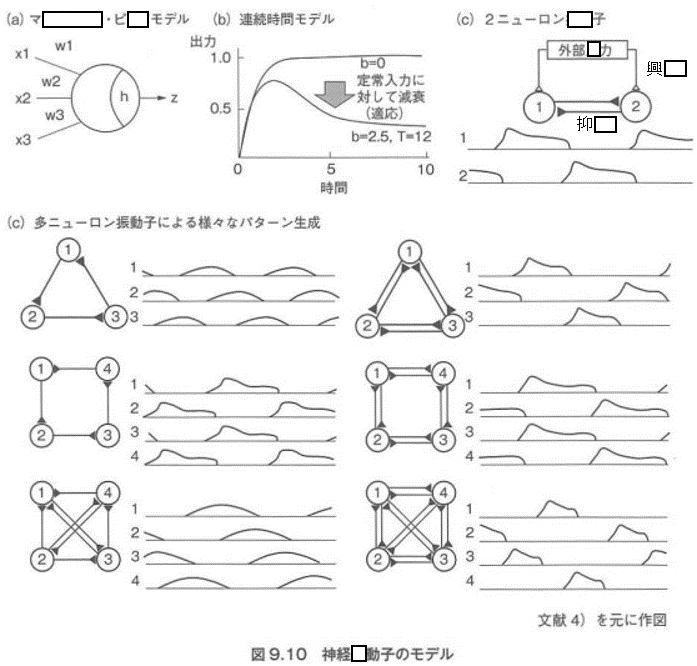 (a) マ□・ピ□モデル
(b) 連続時間モデル
(c) 2ニューロン□子
x1 w1
x2 w2
x3 w3
h
z
出力
1.0
0.5
0 5 10
時間
b=0
定常入力に
対して減衰
(適応)
b=2.5, T=12
外部□力
興□
1 2
抑□
1
2
(c) 多ニューロン振動子による様々なパターン生成
1
2 3
1
2
3
1
2 3
1
2
3
1 4
2 3
1
2
3
4
1 4
2 3
1
2
3
4
1 4
2 3
1
2
3
4
1 4
2 3
1
2
3
4
文献4）を元に作図
図9.10 神経□動子のモデル